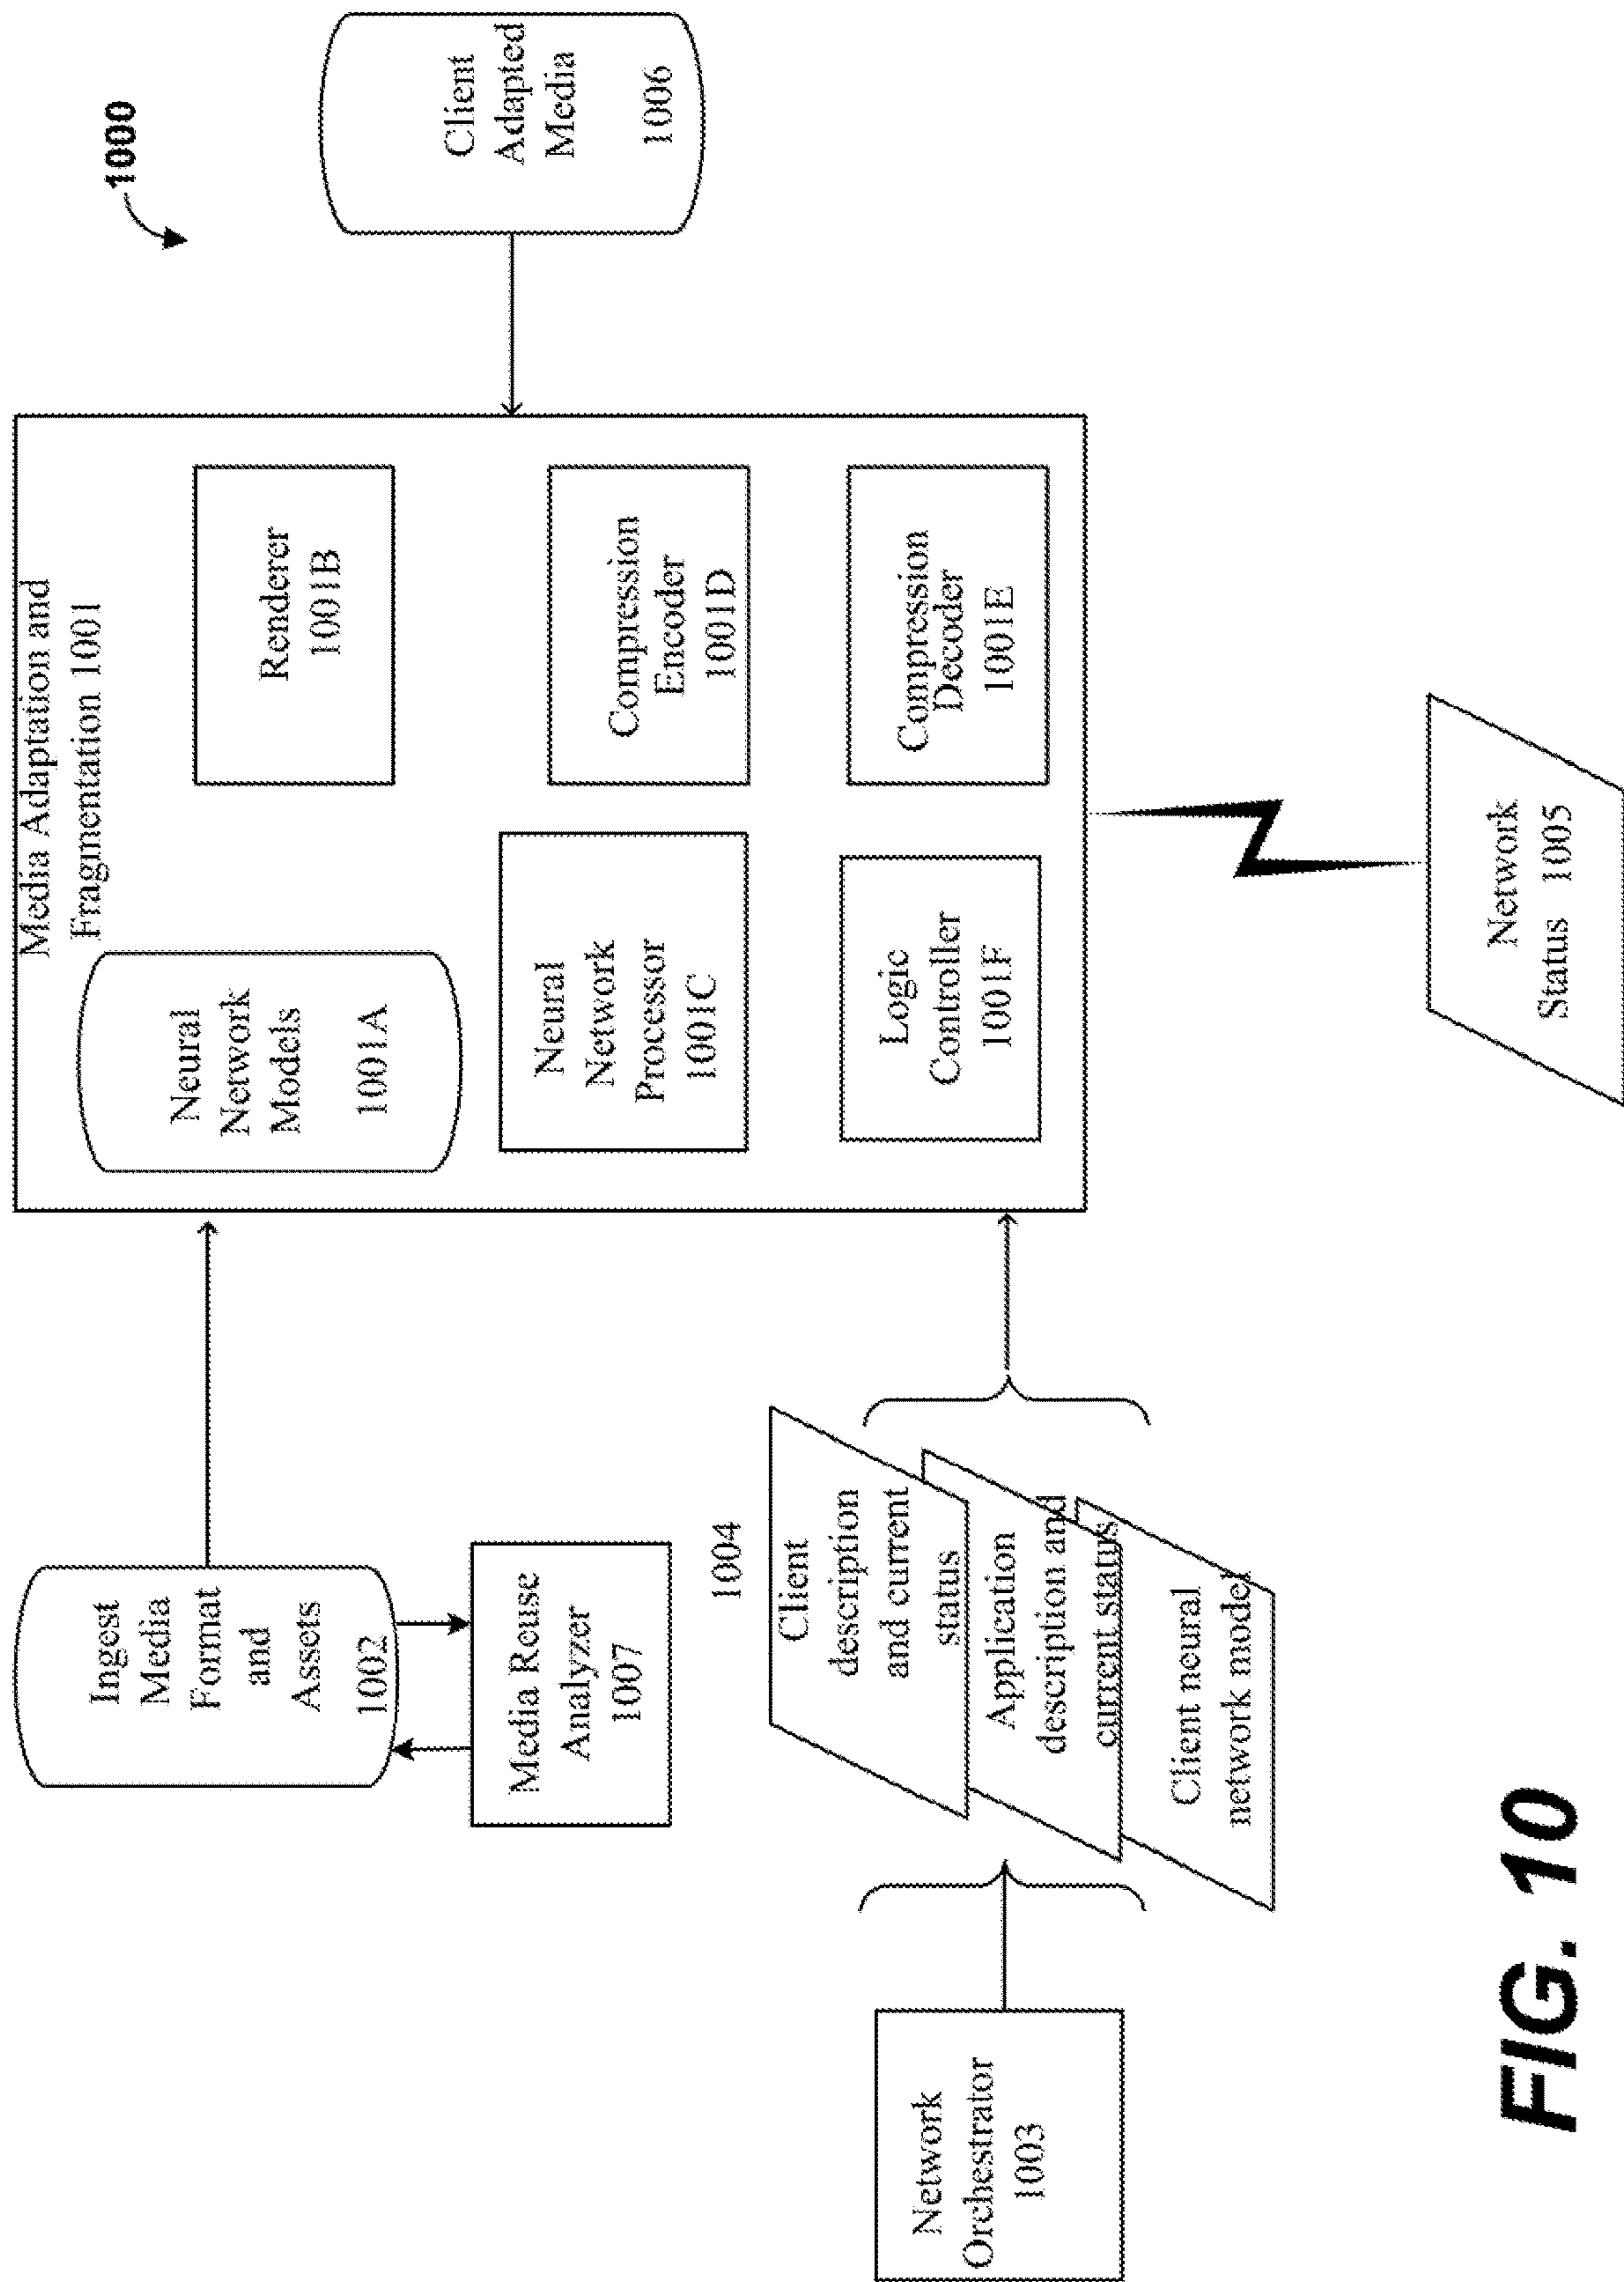 1000
Media Adaptation and
Fragmentation 1001
Ingest
Media
Format
and
Assets
1002
Neural
Network
Models
1001A
Renderer
1001B
Client
Adapted
Media
1006
Media Reuse
Analyzer
1007
Neural
Network
Processor
1001C
Compression
Encoder
1001D
1004
Client
description
and current
status
Application
description and
current status
Client neural
network model
Logic
Controller
1001F
Compression
Decoder
1001E
Network
Orchestrator
1003
Network
Status 1005
FIG. 10